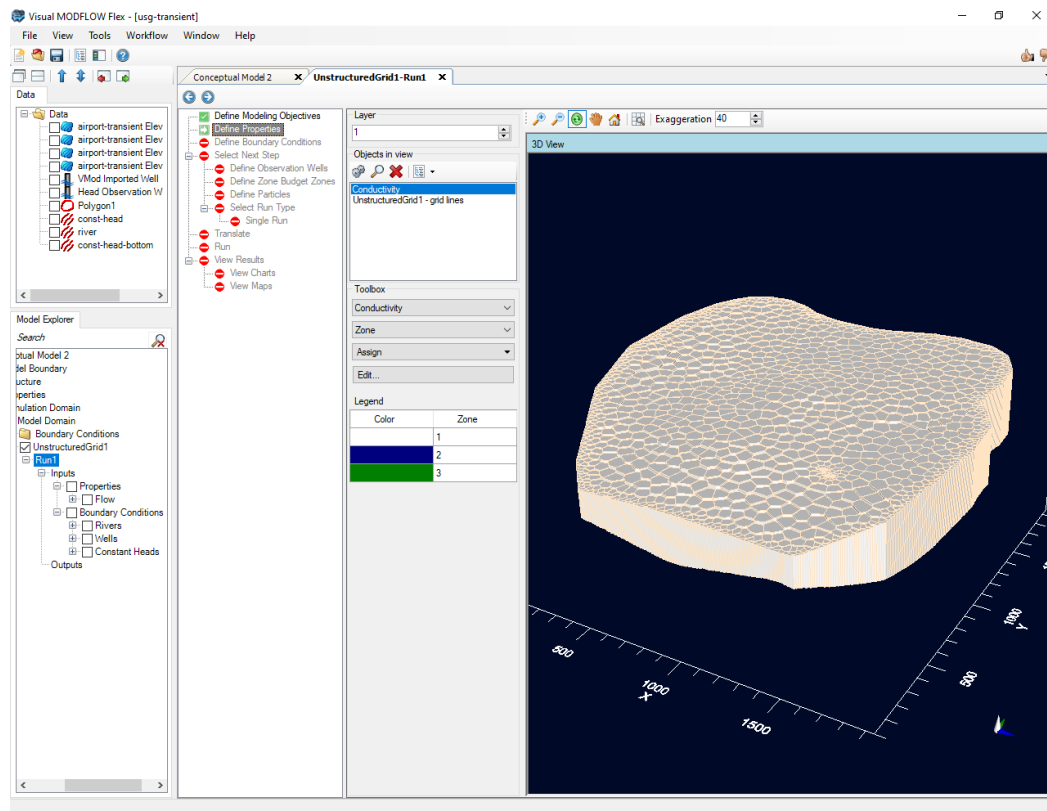 Visual MODFLOW Flex - [usg-transient]
File View Tools Workflow Window Help
Data
Data
airport-transient Elev
airport-transient Elev
airport-transient Elev
airport-transient Elev
VMod Imported Well
Head Observation W
Polygon1
const-head
river
const-head-bottom
Model Explorer
Search
ptual Model 2
del Boundary
ucture
perties
nulation Domain
Model Domain
Boundary Conditions
UnstructuredGrid1
Run1
Inputs
Properties
Flow
Boundary Conditions
Rivers
Wells
Constant Heads
Outputs
Conceptual Model 2 X UnstructuredGrid1-Run1 X
Define Modeling Objectives
Define Properties
Define Boundary Conditions
Select Next Step
Define Observation Wells
Define Zone Budget Zones
Define Particles
Select Run Type
Single Run
Translate
Run
View Results
View Charts
View Maps
Layer
1
Objects in view
Conductivity
UnstructuredGrid1 - grid lines
Toolbox
Conductivity
Zone
Assign
Edit...
Legend
Color Zone
1
2
3
Exaggeration 40
3D View
500
1000
X
1500
500
1000
Y